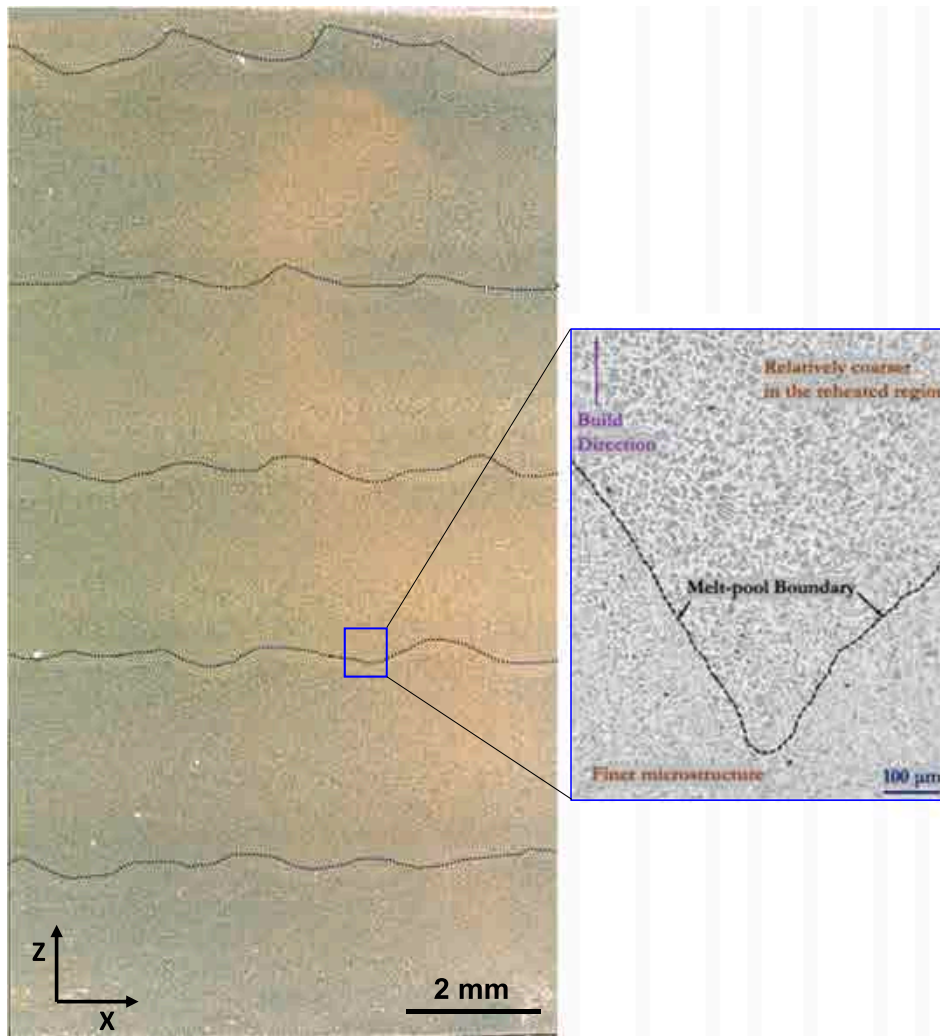 Relatively coarser
in the reheated region
Build
Direction
Melt-pool Boundary
Finer microstructure
100 μm
Z
X
2 mm